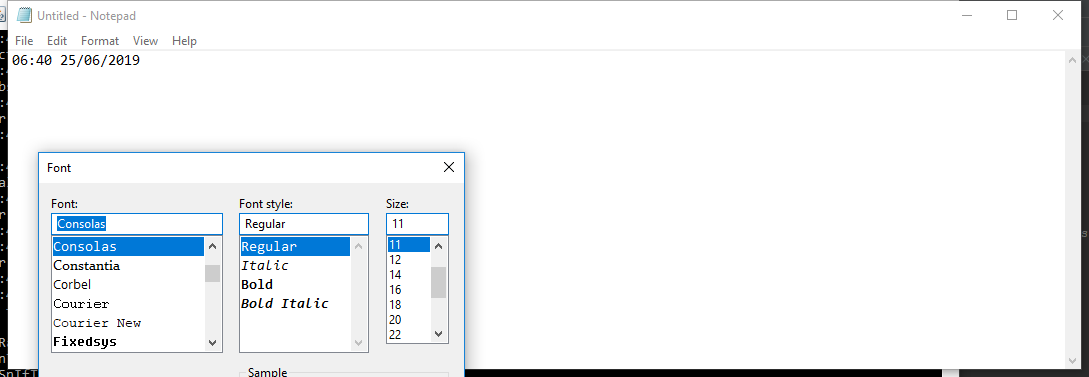 Untitled - Notepad
File Edit Format View Help
06:40 25/06/2019
Font
Font: Font style: Size:
Consolas Regular 11
Consolas Regular 11
Constantia Italic 12
Corbel Bold 14
Courier Bold Italic 16
Courier New 18
Fixedsys 20
22
Sample